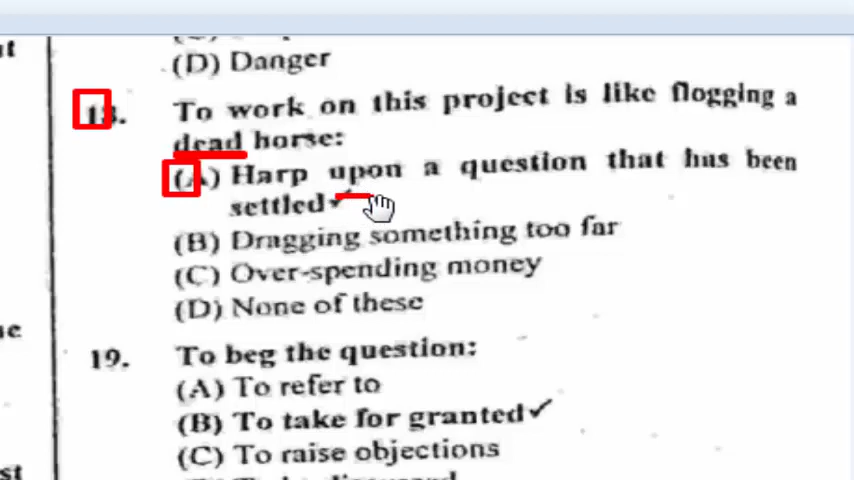 (D) Danger
18. To work on this project is like flogging a
dead horse:
(A) Harp upon a question that has been
settled✓
(B) Dragging something too far
(C) Over-spending money
(D) None of these
19. To beg the question:
(A) To refer to
(B) To take for granted✓
(C) To raise objections